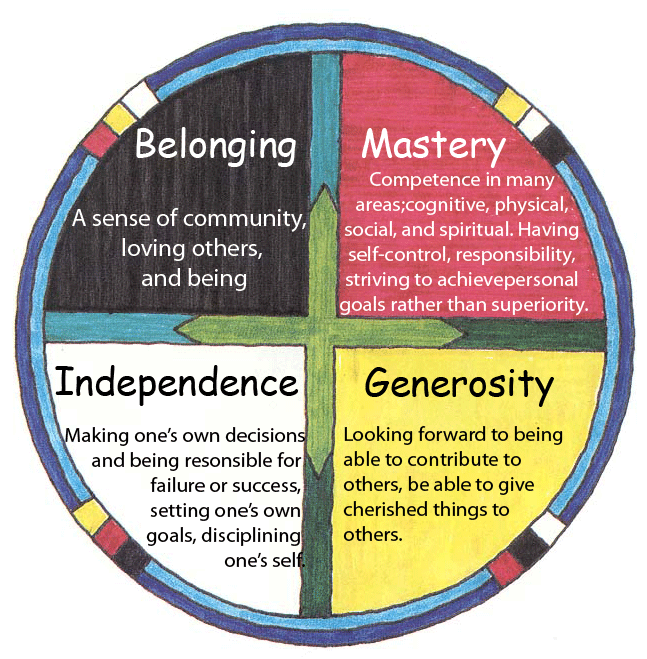 Belonging
A sense of community,
loving others,
and being
Mastery
Competence in many
areas;cognitive, physical,
social, and spiritual. Having
self-control, responsibility,
striving to achievepersonal
goals rather than superiority.
Independence
Making one’s own decisions
and being resonsible for
failure or success,
setting one’s own
goals, disciplining
one’s self.
Generosity
Looking forward to being
able to contribute to
others, be able to give
cherished things to
others.